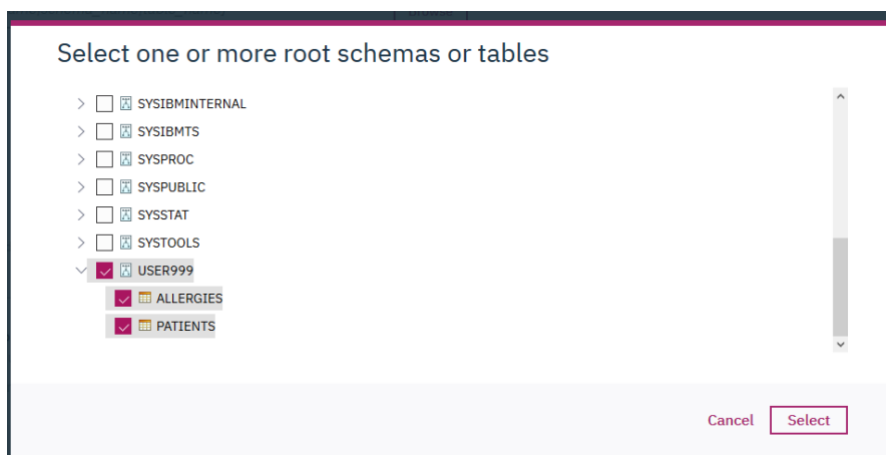 Select one or more root schemas or tables
SYSIBMINTERNAL
SYSIBMTS
SYSPROC
SYSPUBLIC
SYSSTAT
SYSTOOLS
USER999
ALLERGIES
PATIENTS
Cancel Select